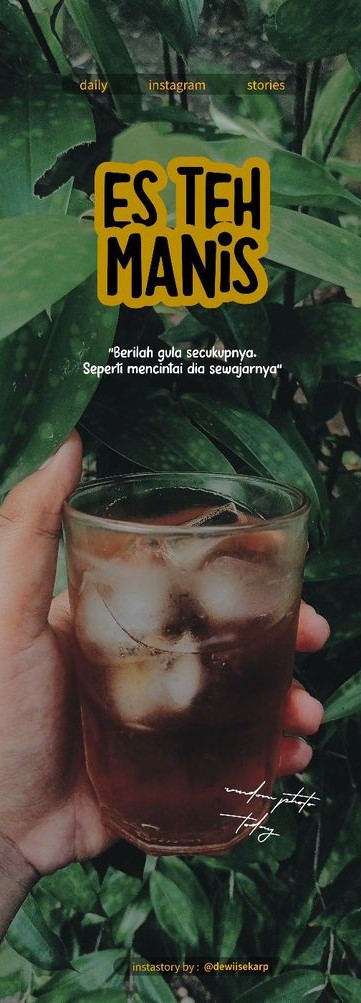 daily instagram stories
ES TEH
MANiS
"Berilah gula secukupnya.
Seperti mencintai dia sewajarnya"
random photo
today
instastory by : @dewiisekarp